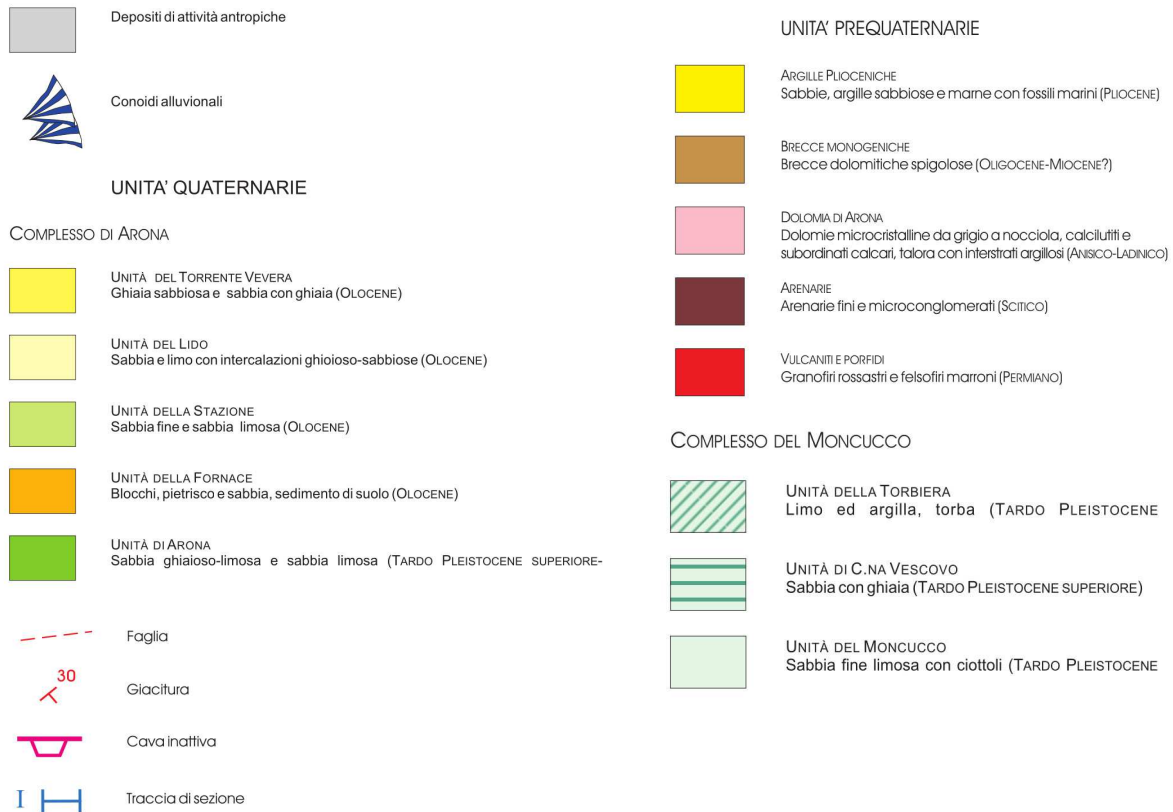 Depositi di attività antropiche
Conoidi alluvionali
UNITA' QUATERNARIE
COMPLESSO DI ARONA
UNITÀ DEL TORRENTE VEVERA
Ghiaia sabbiosa e sabbia con ghiaia (OLOCENE)
UNITÀ DEL LIDO
Sabbia e limo con intercalazioni ghioioso-sabbiose (OLOCENE)
UNITÀ DELLA STAZIONE
Sabbia fine e sabbia limosa (OLOCENE)
UNITÀ DELLA FORNACE
Blocchi, pietrisco e sabbia, sedimento di suolo (OLOCENE)
UNITÀ DI ARONA
Sabbia ghiaioso-limosa e sabbia limosa (TARDO PLEISTOCENE SUPERIORE-
Faglia
30
Giacitura
Cava inattiva
I
Traccia di sezione
UNITA' PREQUATERNARIE
ARGILLE PLIOCENICHE
Sabbie, argille sabbiose e marne con fossili marini (PLIOCENE)
BRECCE MONOGENICHE
Brecce dolomitiche spigolose (OLIGOCENE-MIOCENE?)
DOLOMIA DI ARONA
Dolomie microcristalline da grigio a nocciola, calcilutiti e
subordinati calcari, talora con interstrati argillosi (ANISICO-LADINICO)
ARENARIE
Arenarie fini e microconglomerati (SCITICO)
VULCANITI E PORFIDI
Granofiri rossastri e felsofiri marroni (PERMIANO)
COMPLESSO DEL MONCUCCO
UNITÀ DELLA TORBIERA
Limo ed argilla, torba (TARDO PLEISTOCENE
UNITÀ DI C.NA VESCOVO
Sabbia con ghiaia (TARDO PLEISTOCENE SUPERIORE)
UNITÀ DEL MONCUCCO
Sabbia fine limosa con ciottoli (TARDO PLEISTOCENE